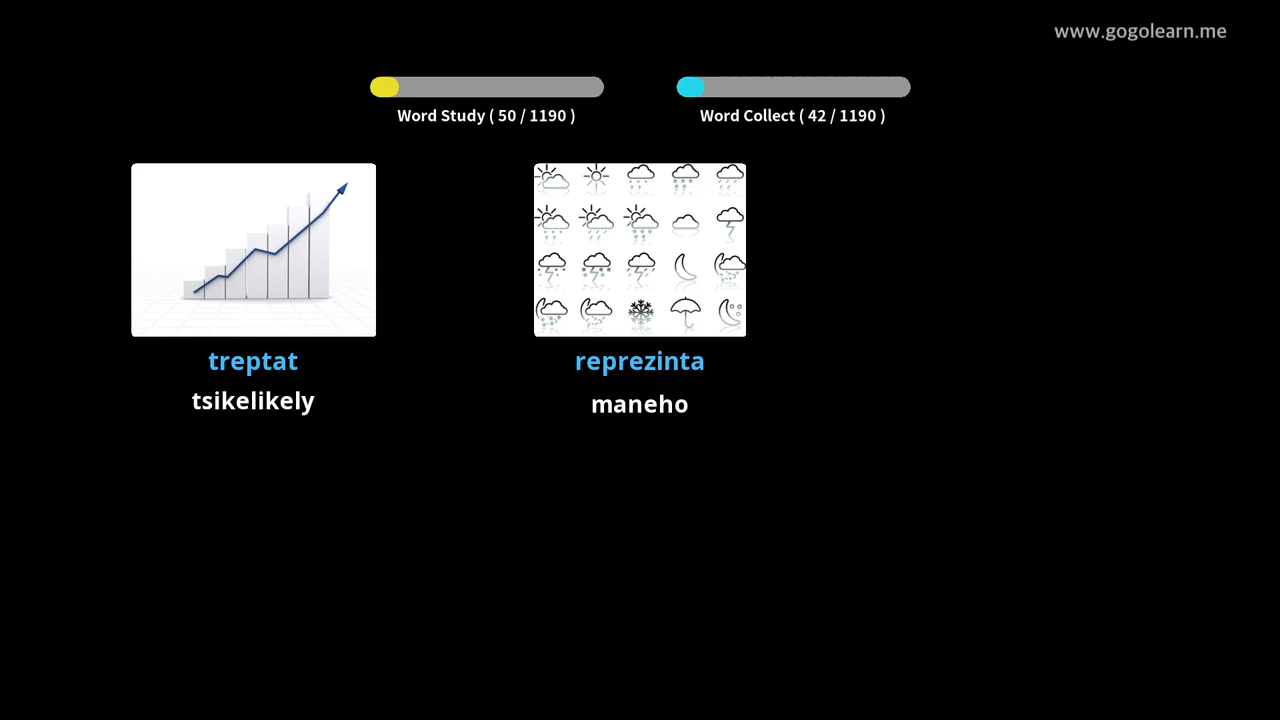 www.gogolearn.me
Word Study ( 50 / 1190 )
Word Collect ( 42 / 1190 )
treptat
tsikelikely
reprezinta
maneho